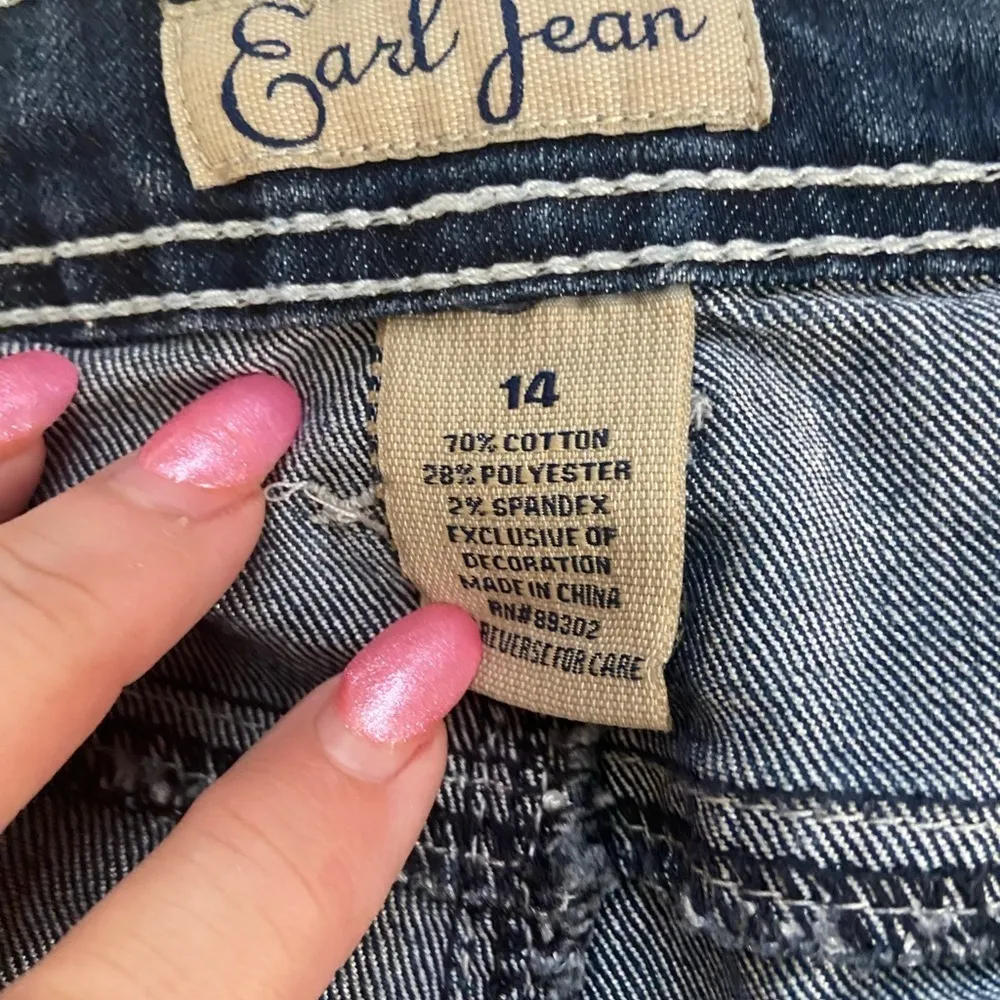 Earl Jean
14
70% COTTON
28% POLYESTER
2% SPANDEX
EXCLUSIVE OF
DECORATION
MADE IN CHINA
RN#89302
REVERSE FOR CARE